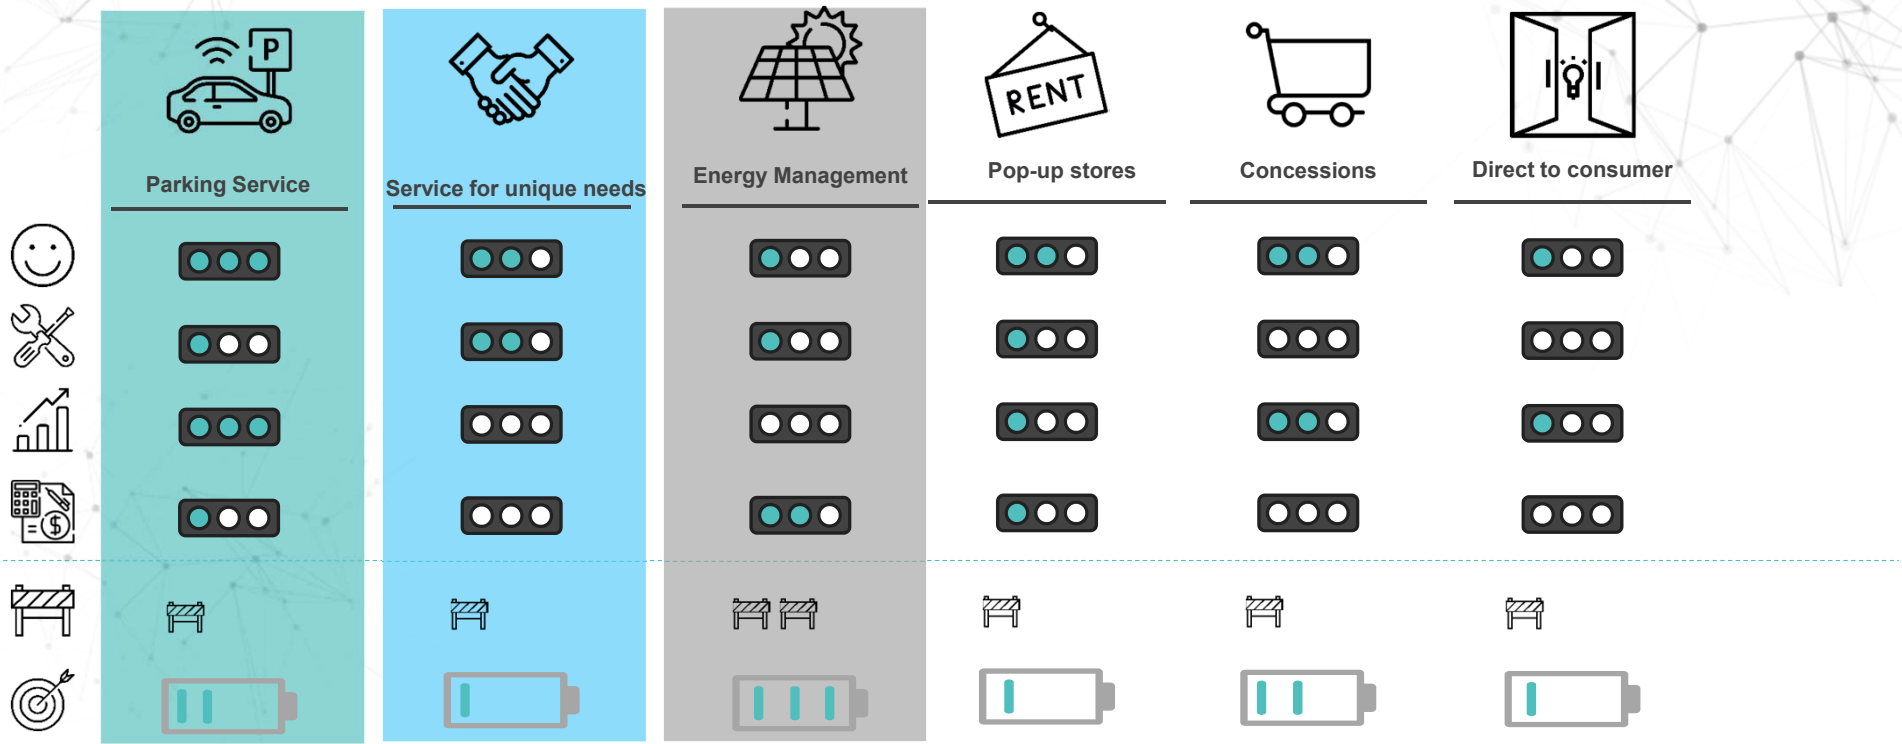 P
RENT
Parking Service
Service for unique needs
Energy Management
Pop-up stores
Concessions
Direct to consumer
$